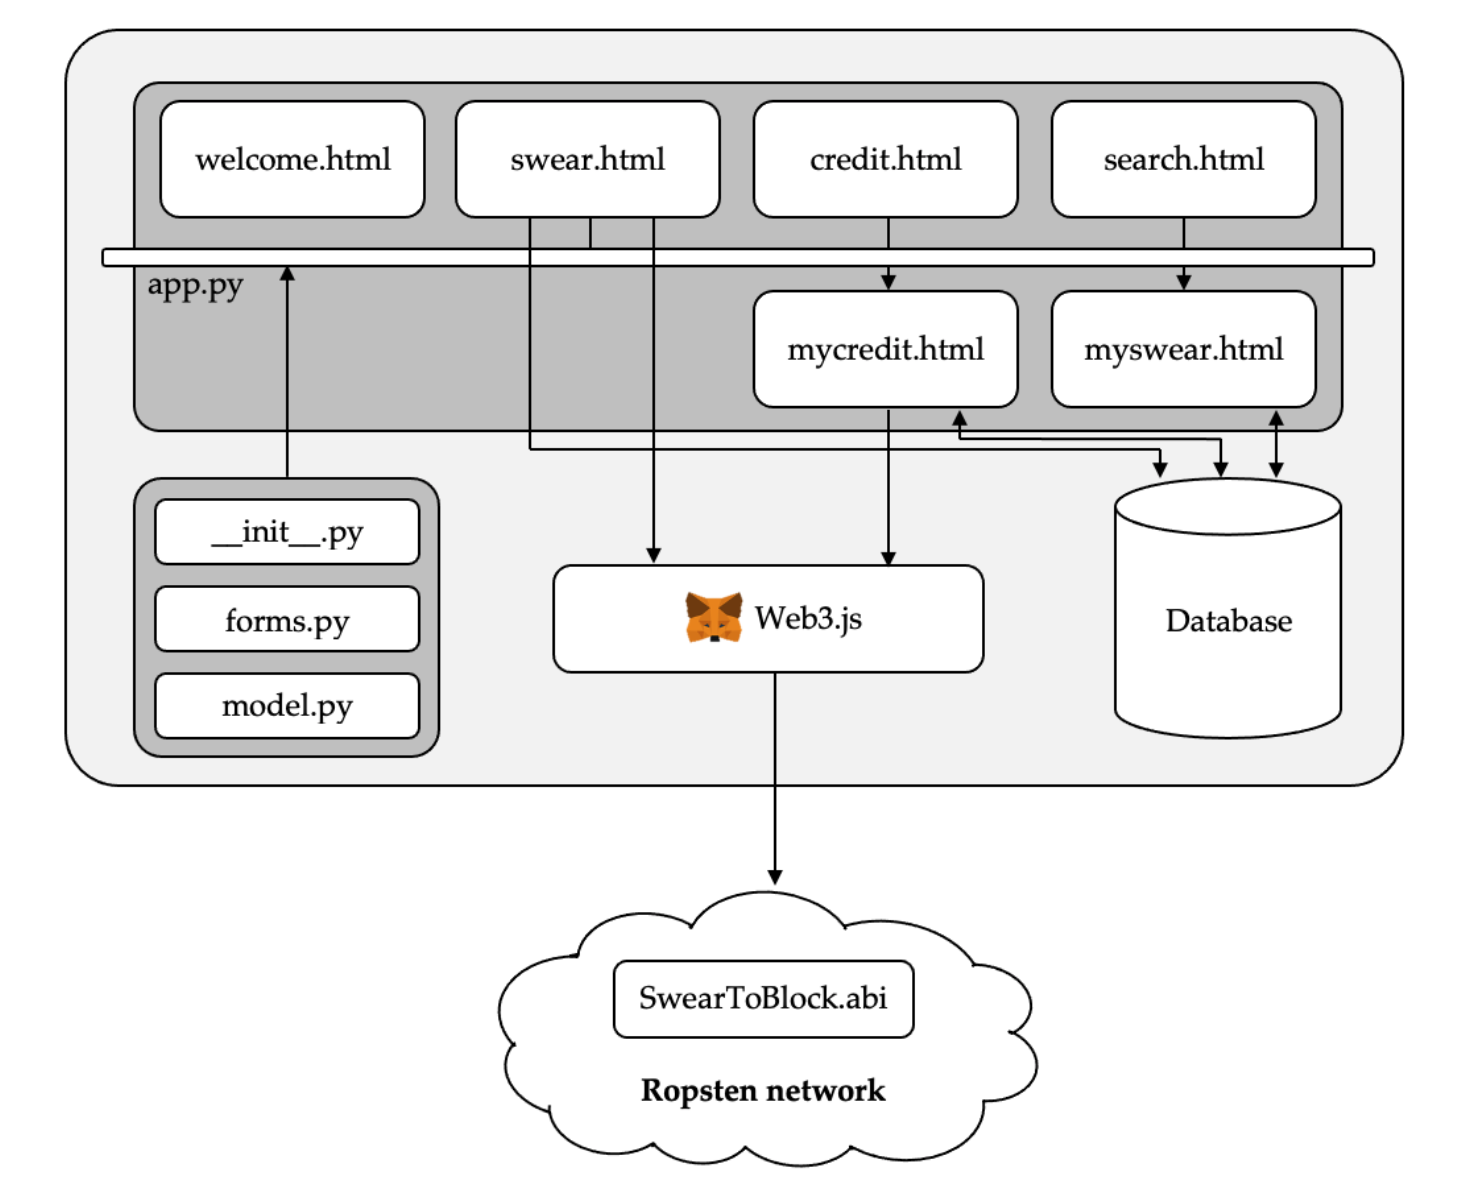 welcome.html
swear.html
credit.html
search.html
app.py
mycredit.html
myswear.html
__init__.py
forms.py
model.py
Web3.js
Database
SwearToBlock.abi
Ropsten network